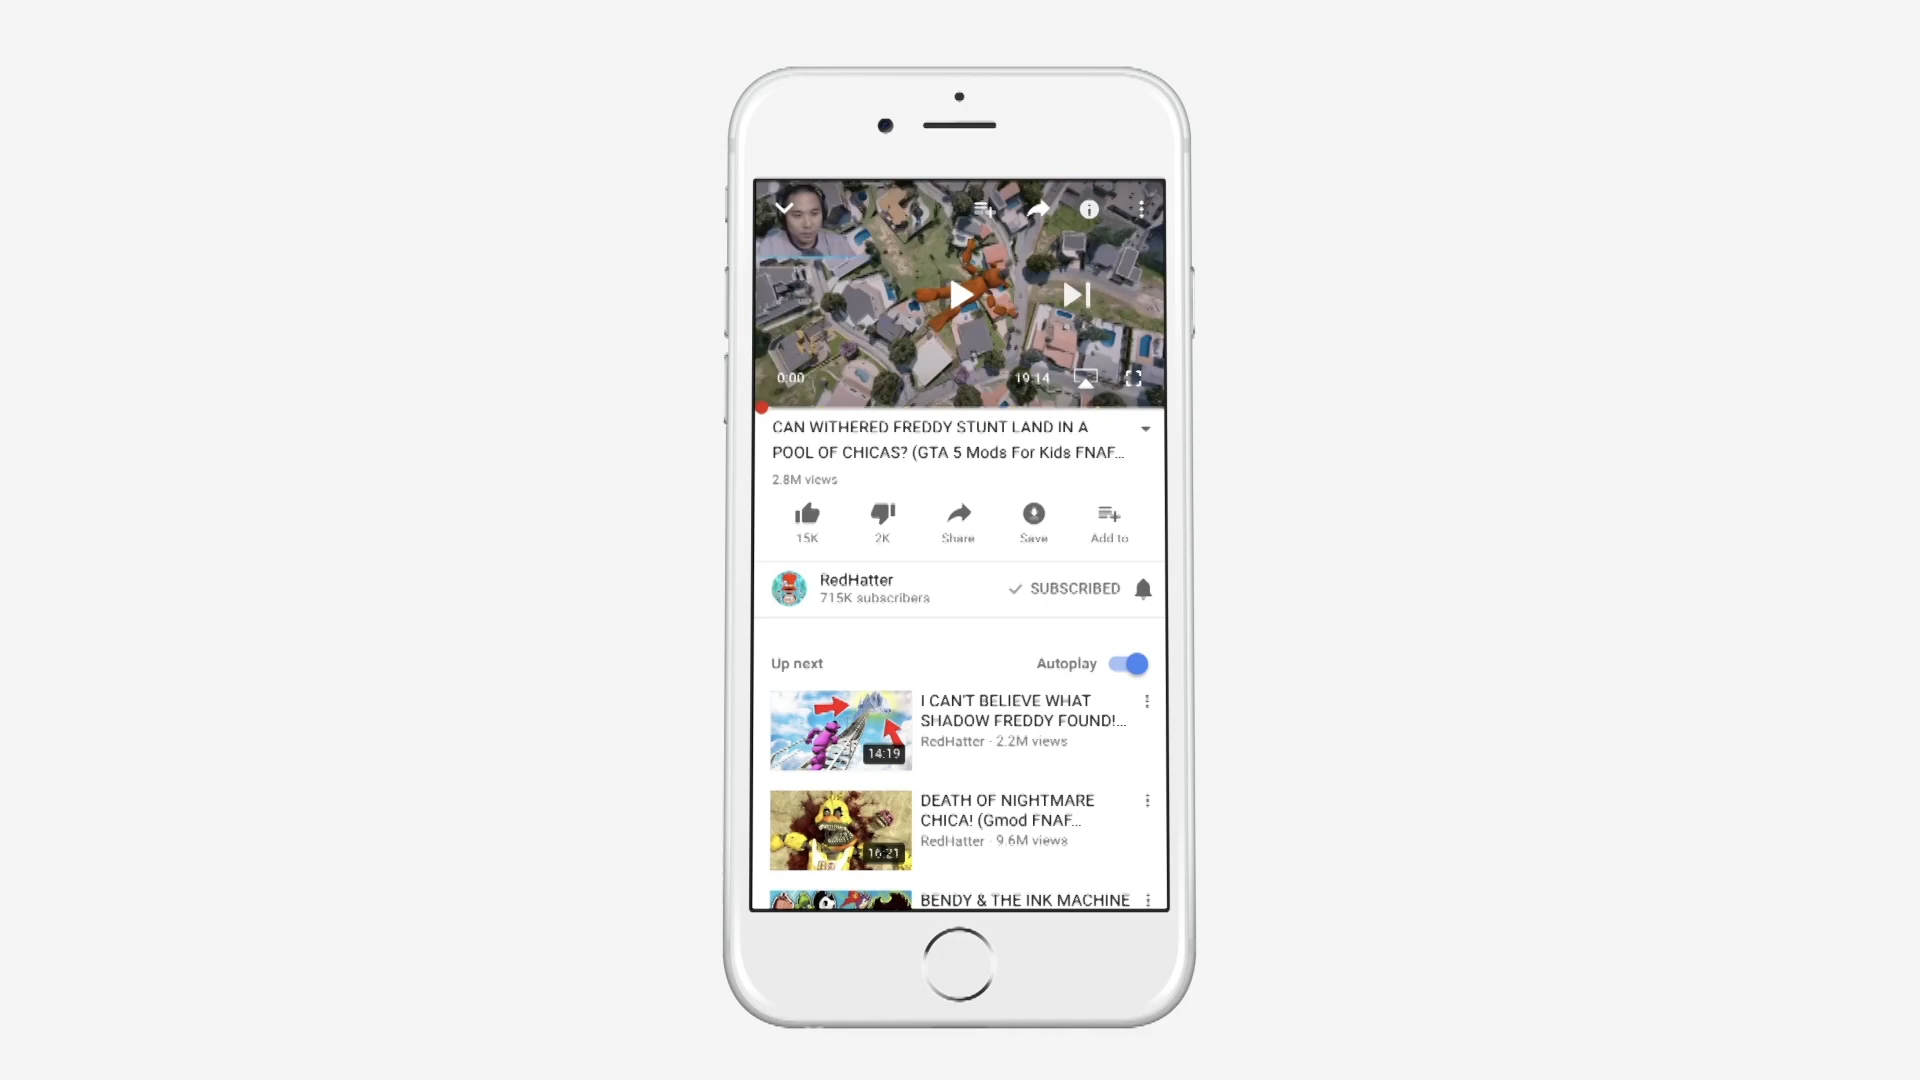 0:00
19:14
CAN WITHERED FREDDY STUNT LAND IN A
POOL OF CHICAS? (GTA 5 Mods For Kids FNAF...
2.8M views
15K
2K
Share
Save
Add to
RedHatter
715K subscribers
SUBSCRIBED
Up next
Autoplay
I CAN'T BELIEVE WHAT
SHADOW FREDDY FOUND!...
RedHatter · 2.2M views
14:19
DEATH OF NIGHTMARE
CHICA! (Gmod FNAF...
RedHatter · 9.6M views
16:21
BENDY & THE INK MACHINE